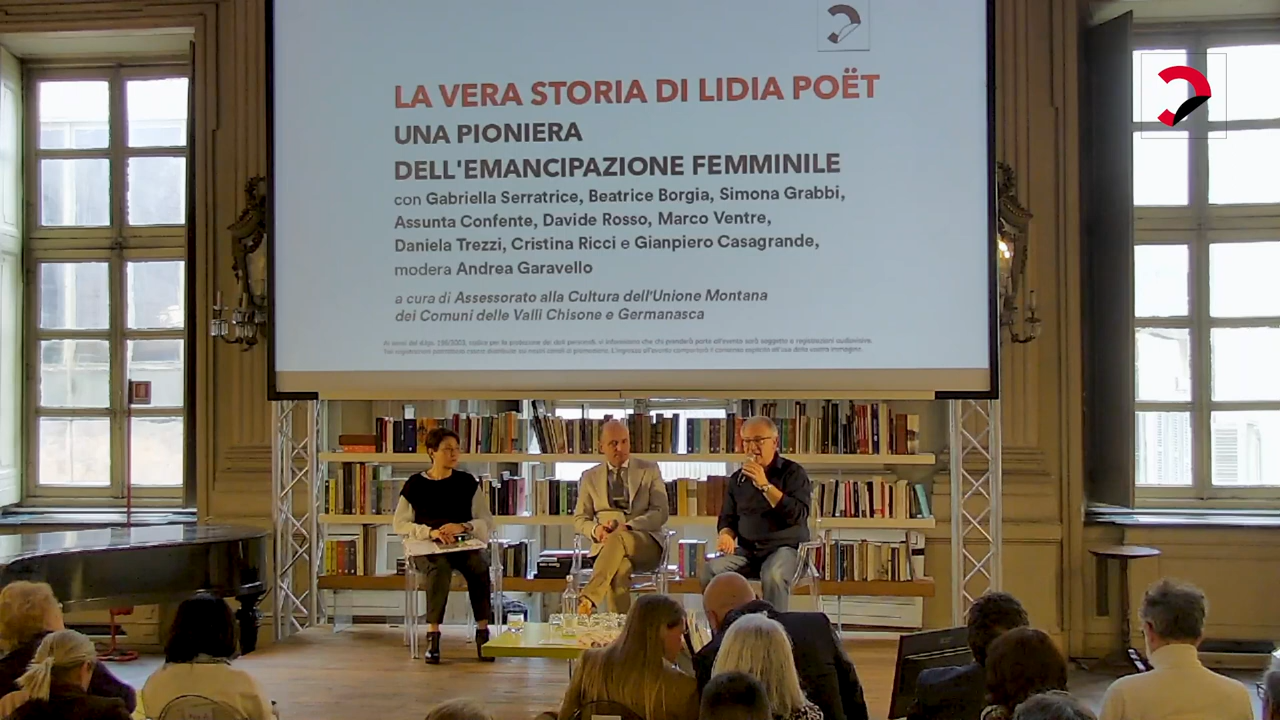 LA VERA STORIA DI LIDIA POËT
UNA PIONIERA
DELL'EMANCIPAZIONE FEMMINILE
con Gabriella Serratrice, Beatrice Borgia, Simona Grabbi,
Assunta Confente, Davide Rosso, Marco Ventre,
Daniela Trezzi, Cristina Ricci e Gianpiero Casagrande,
modera Andrea Garavello
a cura di Assessorato alla Cultura dell'Unione Montana
dei Comuni delle Valli Chisone e Germanasca